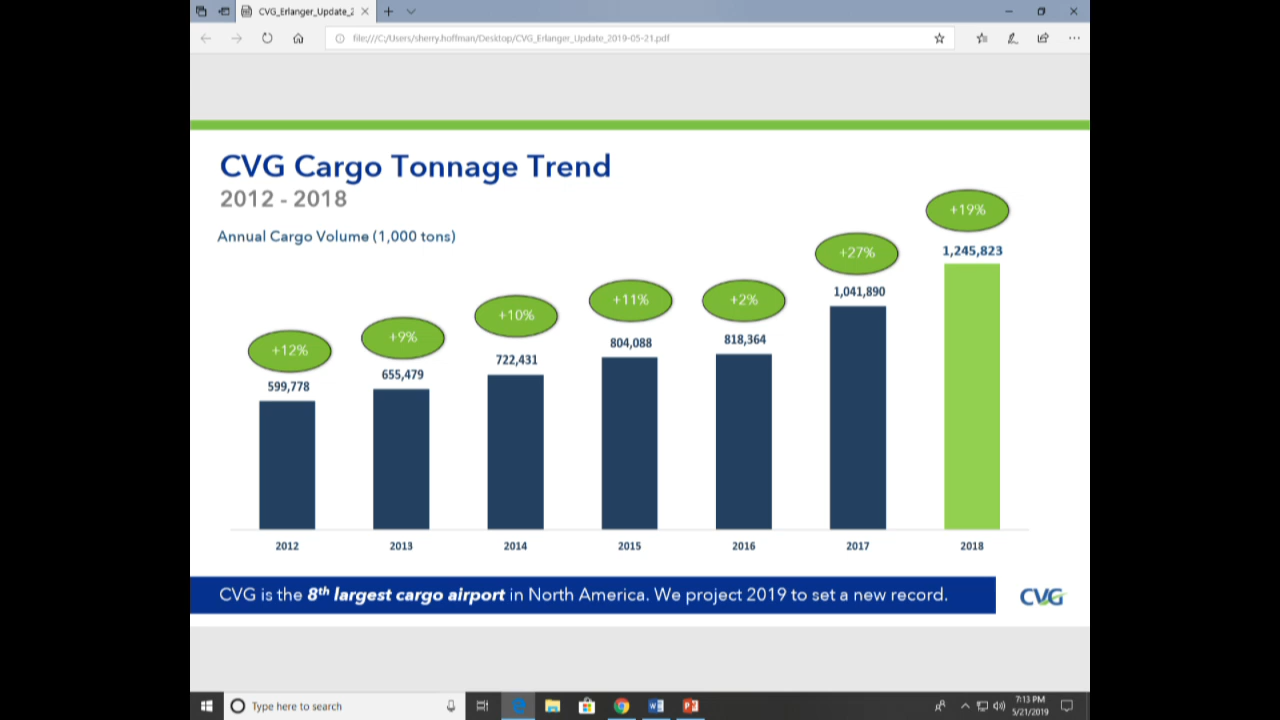 CVG_Erlanger_Update_2
file:///C:/Users/sherry.hoffman/Desktop/CVG_Erlanger_Update_2019-05-21.pdf
CVG Cargo Tonnage Trend
2012 - 2018
Annual Cargo Volume (1,000 tons)
+12%
599,778
2012
+9%
655,479
2013
+10%
722,431
2014
+11%
804,088
2015
+2%
818,364
2016
+27%
1,041,890
2017
+19%
1,245,823
2018
CVG is the 8th largest cargo airport in North America. We project 2019 to set a new record.
CVG
Type here to search
7:13 PM
5/21/2019